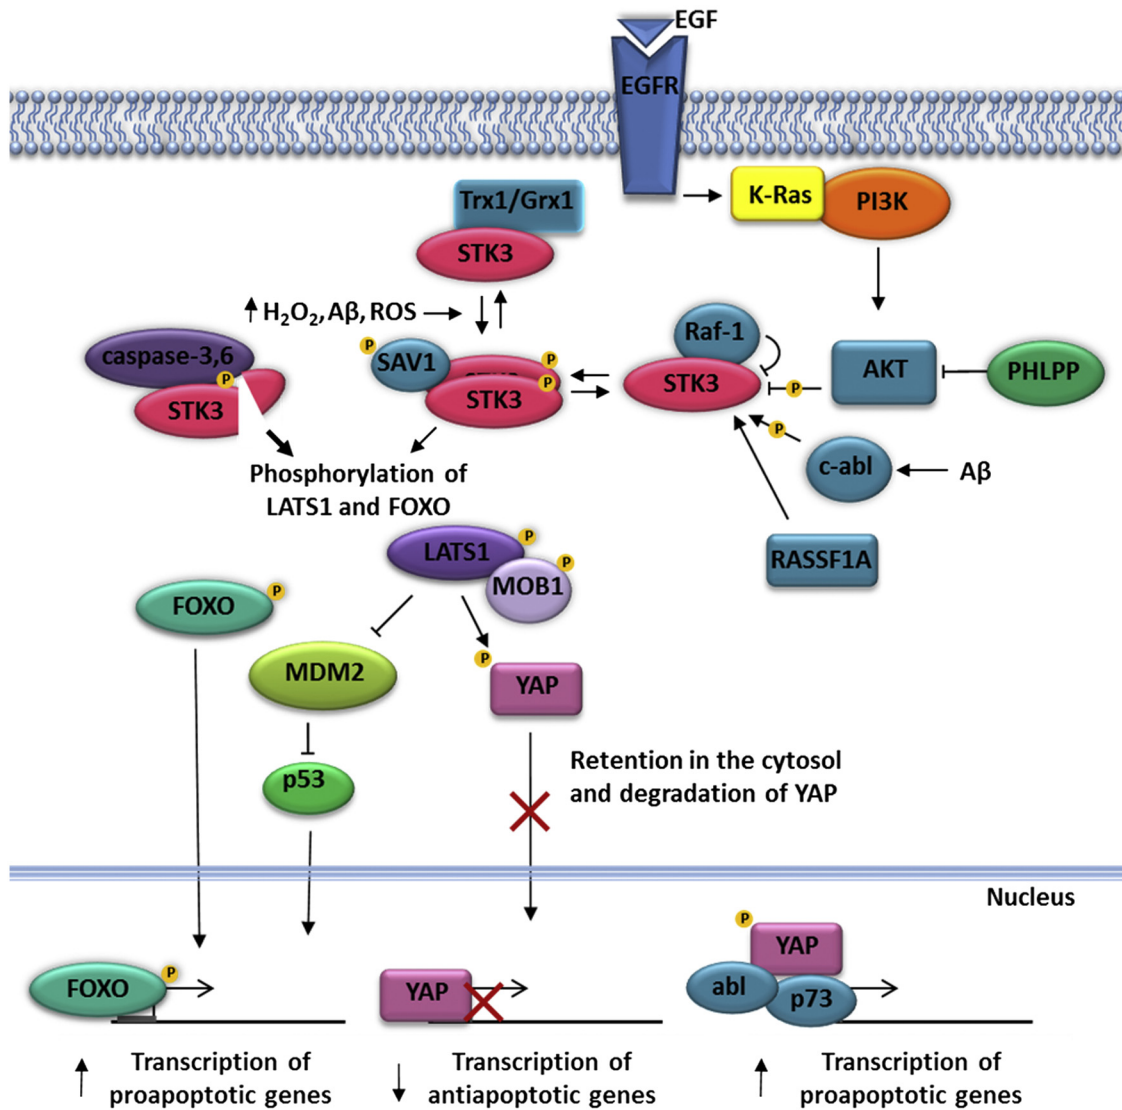 EGF
EGFR
K-Ras
PI3K
Trx1/Grx1
STK3
H2O2, Aβ, ROS
caspase-3,6
P
STK3
P
SAV1
P
P
STK3
Raf-1
STK3
P
AKT
PHLPP
P
c-abl
Aβ
RASSF1A
Phosphorylation of
LATS1 and FOXO
LATS1
P
MOB1
P
FOXO
P
MDM2
P
YAP
p53
Retention in the cytosol
and degradation of YAP
Nucleus
FOXO
P
YAP
P
YAP
abl
p73
Transcription of
proapoptotic genes
Transcription of
antiapoptotic genes
Transcription of
proapoptotic genes